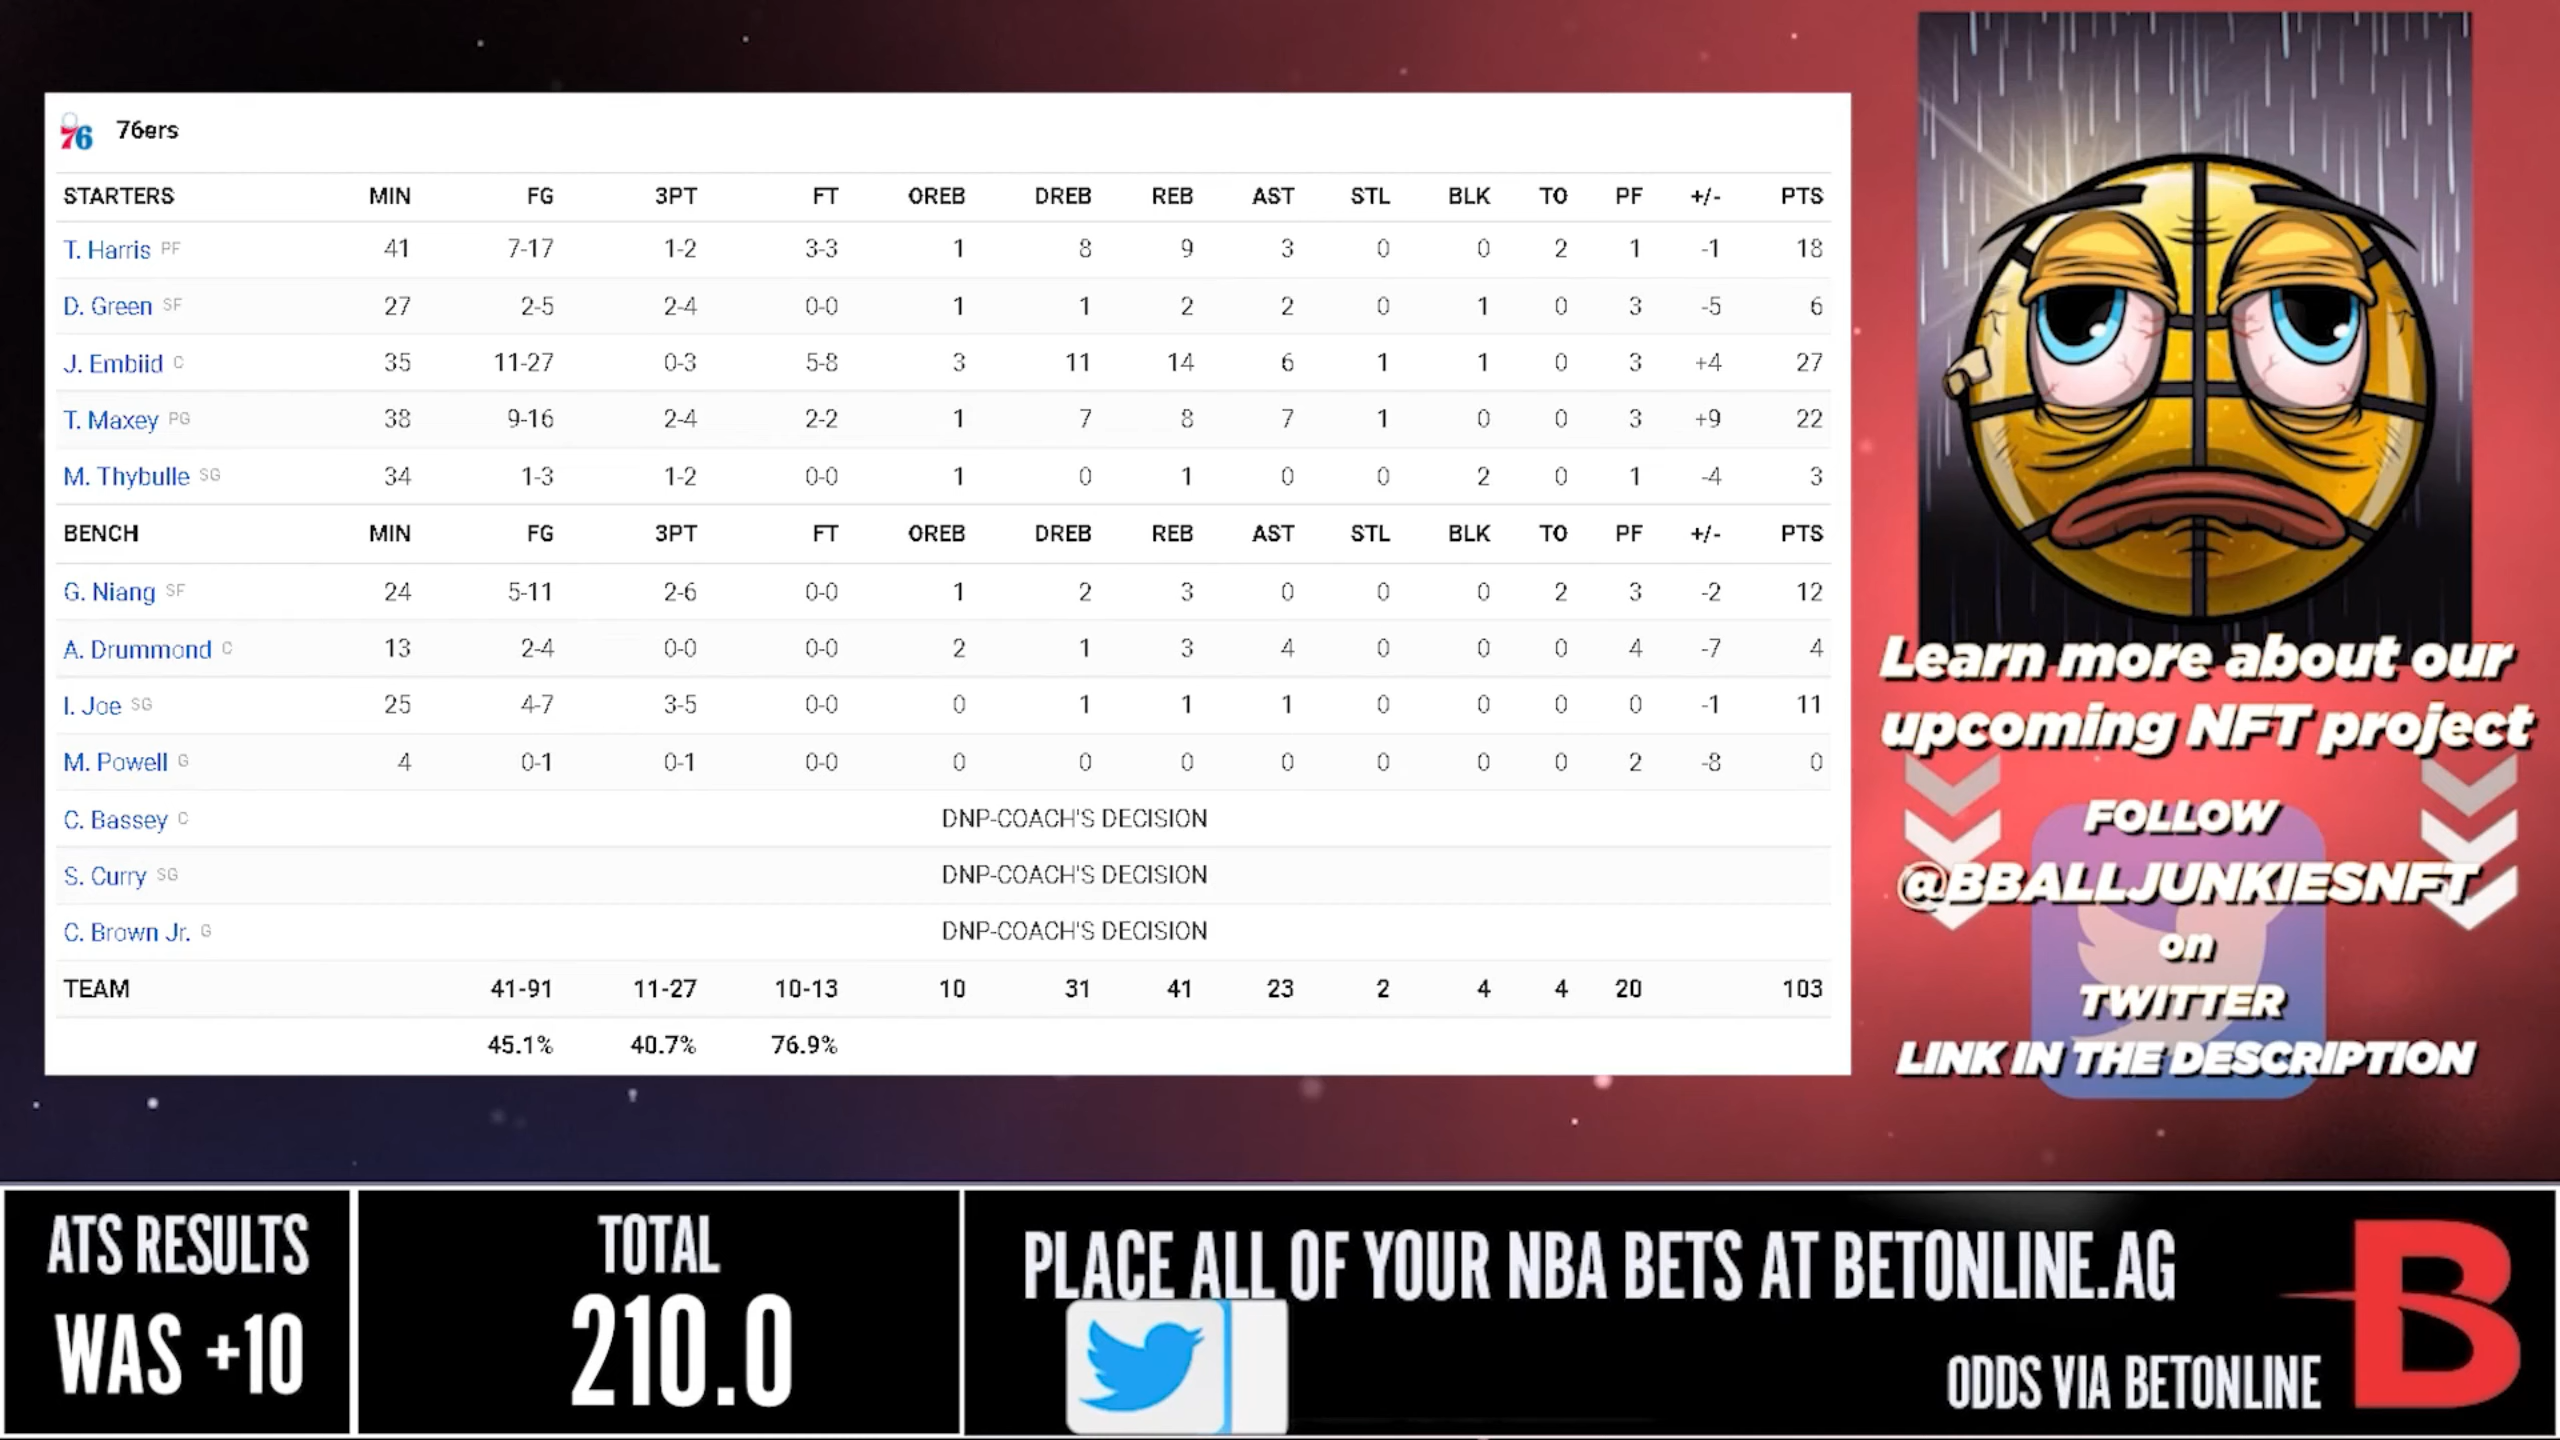 76 76ers
STARTERS MIN FG 3PT FT OREB DREB REB AST STL BLK TO PF +/- PTS
T. Harris PF 41 7-17 1-2 3-3 1 8 9 3 0 0 2 1 -1 18
D. Green SF 27 2-5 2-4 0-0 1 1 2 2 0 1 0 3 -5 6
J. Embiid C 35 11-27 0-3 5-8 3 11 14 6 1 1 0 3 +4 27
T. Maxey PG 38 9-16 2-4 2-2 1 7 8 7 1 0 0 3 +9 22
M. Thybulle SG 34 1-3 1-2 0-0 1 0 1 0 0 2 0 1 -4 3
BENCH MIN FG 3PT FT OREB DREB REB AST STL BLK TO PF +/- PTS
G. Niang SF 24 5-11 2-6 0-0 1 2 3 0 0 0 2 3 -2 12
A. Drummond C 13 2-4 0-0 0-0 2 1 3 4 0 0 0 4 -7 4
I. Joe SG 25 4-7 3-5 0-0 0 1 1 1 0 0 0 0 -1 11
M. Powell G 4 0-1 0-1 0-0 0 0 0 0 0 0 0 2 -8 0
C. Bassey C DNP-COACH'S DECISION
S. Curry SG DNP-COACH'S DECISION
C. Brown Jr. G DNP-COACH'S DECISION
TEAM 41-91 11-27 10-13 10 31 41 23 2 4 4 20 103
45.1% 40.7% 76.9%
Learn more about our
upcoming NFT project
FOLLOW
@BBALLJUNKIESNFT
on
TWITTER
LINK IN THE DESCRIPTION
ATS RESULTS
WAS +10
TOTAL
210.0
PLACE ALL OF YOUR NBA BETS AT BETONLINE.AG
ODDS VIA BETONLINE
B